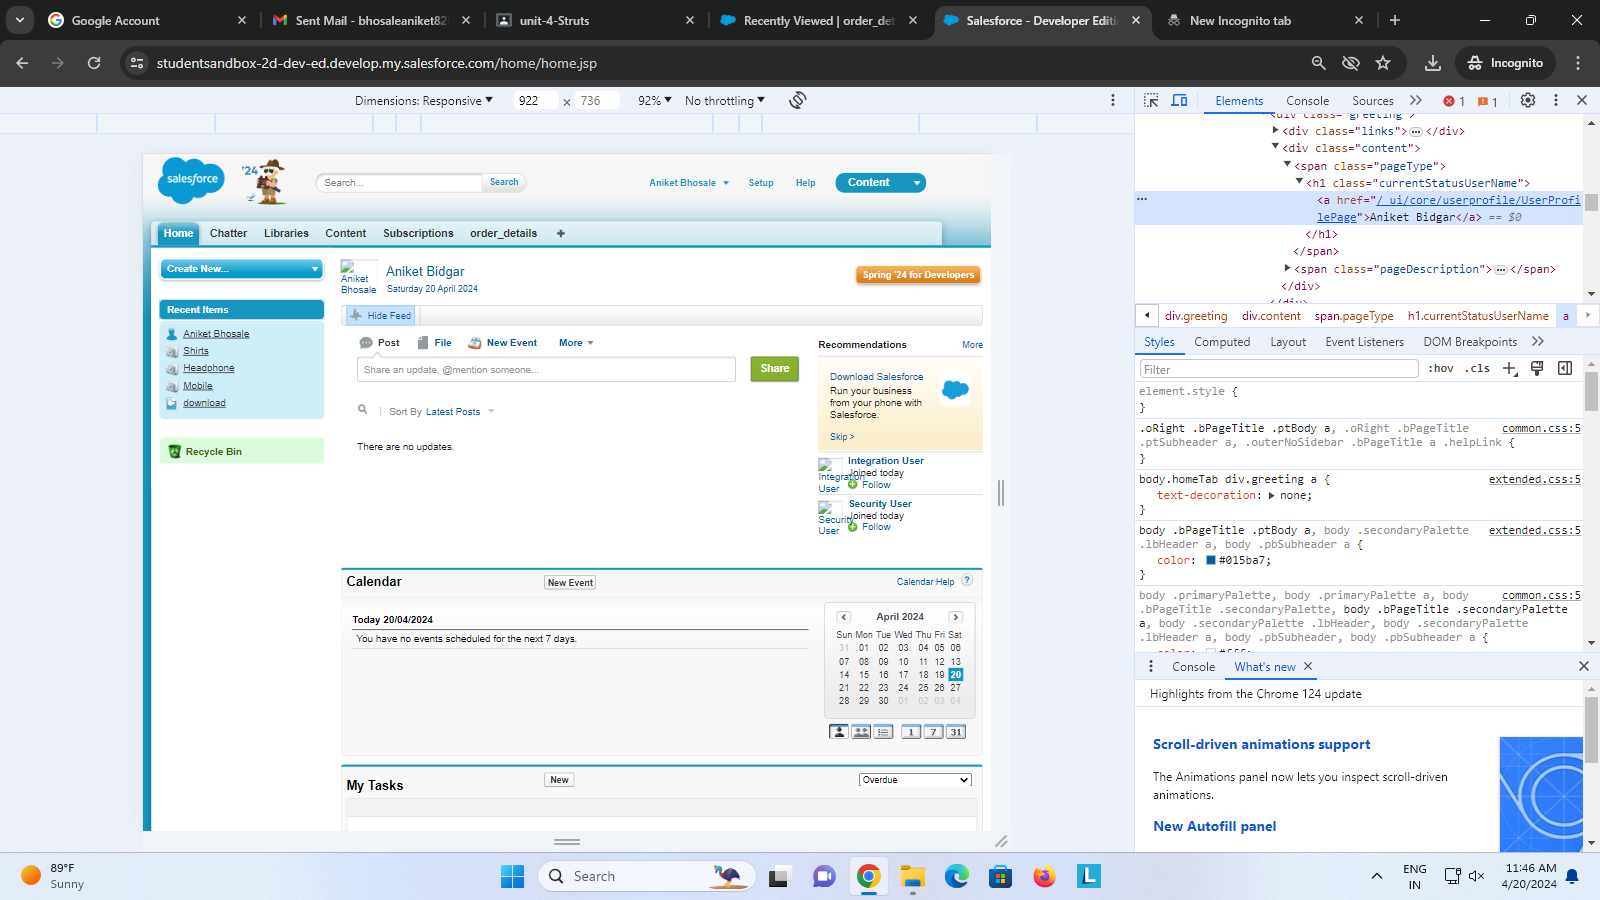 Google Account
Sent Mail - bhosaleaniket82
unit-4-Struts
Recently Viewed | order_det
Salesforce - Developer Editi
New Incognito tab
studentsandbox-2d-dev-ed.develop.my.salesforce.com/home/home.jsp
Incognito
Dimensions: Responsive
922 × 736
92%
No throttling
Elements
Console
Sources
1
1
salesforce
'24
Search...
Search
Aniket Bhosale
Setup
Help
Content
Home
Chatter
Libraries
Content
Subscriptions
order_details
+
Create New...
Recent Items
Aniket Bhosale
Shirts
Headphone
Mobile
download
Recycle Bin
Aniket Bhosale
Aniket Bidgar
Saturday 20 April 2024
Spring '24 for Developers
Hide Feed
Post
File
New Event
More
Share an update, @mention someone...
Share
Sort By Latest Posts
There are no updates.
Recommendations
More
Download Salesforce
Run your business
from your phone with
Salesforce.
Skip >
Integration User
Integration User
Joined today
Follow
Security User
Security User
Joined today
Follow
Calendar
New Event
Calendar Help ?
Today 20/04/2024
You have no events scheduled for the next 7 days.
April 2024
Sun Mon Tue Wed Thu Fri Sat
31 01 02 03 04 05 06
07 08 09 10 11 12 13
14 15 16 17 18 19 20
21 22 23 24 25 26 27
28 29 30 01 02 03 04
1 7 31
My Tasks
New
Overdue
<div class="greeting">
<div class="links"> </div>
<div class="content">
<span class="pageType">
<h1 class="currentStatusUserName">
<a href="/_ui/core/userprofile/UserProfi
lePage">Aniket Bidgar</a> == $0
</h1>
</span>
<span class="pageDescription"> </span>
</div>
</div>
div.greeting div.content span.pageType h1.currentStatusUserName a
Styles
Computed
Layout
Event Listeners
DOM Breakpoints
Filter
:hov .cls
element.style {
}
.oRight .bPageTitle .ptBody a, .oRight .bPageTitle common.css:5
.ptSubheader a, .outerNoSidebar .bPageTitle a .helpLink {
}
body.homeTab div.greeting a { extended.css:5
text-decoration: none;
}
body .bPageTitle .ptBody a, body .secondaryPalette extended.css:5
.lbHeader a, body .pbSubheader a {
color: #015ba7;
}
body .primaryPalette, body .primaryPalette a, body common.css:5
.bPageTitle .secondaryPalette, body .bPageTitle .secondaryPalette
a, body .secondaryPalette .lbHeader, body .secondaryPalette
.lbHeader a, body .pbSubheader, body .pbSubheader a {
color: #fff;
Console
What's new
Highlights from the Chrome 124 update
Scroll-driven animations support
The Animations panel now lets you inspect scroll-driven
animations.
New Autofill panel
89°F
Sunny
Search
L
ENG
IN
11:46 AM
4/20/2024